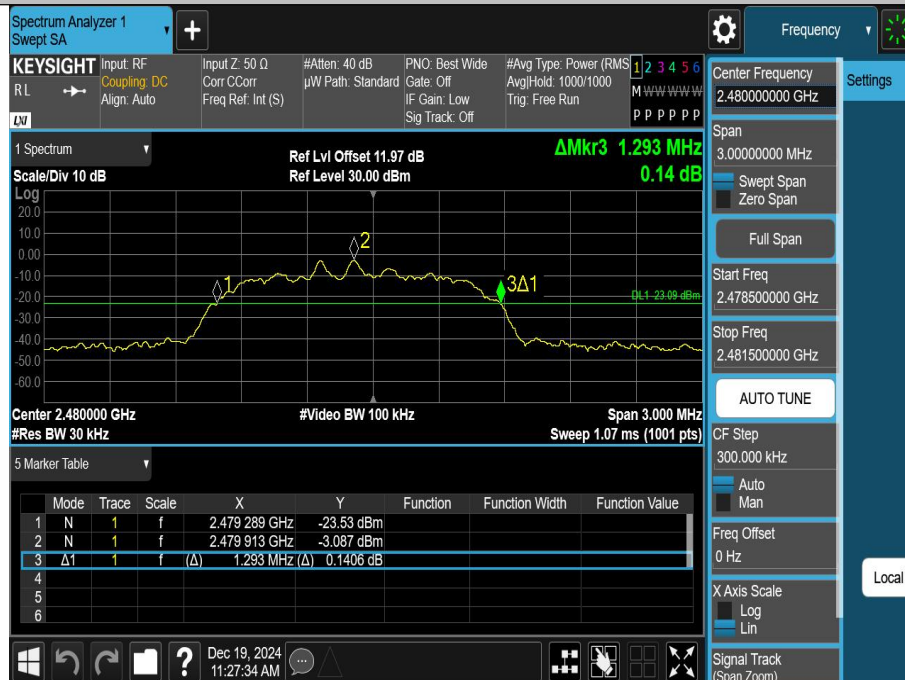 Spectrum Analyzer 1
Swept SA
+
Frequency
KEYSIGHT
RL
LXI
Input: RF
Coupling: DC
Align: Auto
Input Z: 50 Ω
Corr CCorr
Freq Ref: Int (S)
#Atten: 40 dB
µW Path: Standard
PNO: Best Wide
Gate: Off
IF Gain: Low
Sig Track: Off
#Avg Type: Power (RMS
Avg|Hold: 1000/1000
Trig: Free Run
1 2 3 4 5 6
M W W W W W
P P P P P P
1 Spectrum
Scale/Div 10 dB
Ref Lvl Offset 11.97 dB
Ref Level 30.00 dBm
ΔMkr3 1.293 MHz
0.14 dB
Log
20.0
10.0
0.00
-10.0
-20.0
-30.0
-40.0
-50.0
-60.0
1
2
3Δ1
DL1 -23.09 dBm
Center 2.480000 GHz
#Video BW 100 kHz
Span 3.000 MHz
#Res BW 30 kHz
Sweep 1.07 ms (1001 pts)
5 Marker Table
Mode Trace Scale X Y Function Function Width Function Value
1 N 1 f 2.479 289 GHz -23.53 dBm
2 N 1 f 2.479 913 GHz -3.087 dBm
3 Δ1 1 f (Δ) 1.293 MHz (Δ) 0.1406 dB
4
5
6
?
Dec 19, 2024
11:27:34 AM
Center Frequency
2.480000000 GHz
Span
3.00000000 MHz
Swept Span
Zero Span
Full Span
Start Freq
2.478500000 GHz
Stop Freq
2.481500000 GHz
AUTO TUNE
CF Step
300.000 kHz
Auto
Man
Freq Offset
0 Hz
X Axis Scale
Log
Lin
Signal Track
(Span Zoom)
Settings
Local